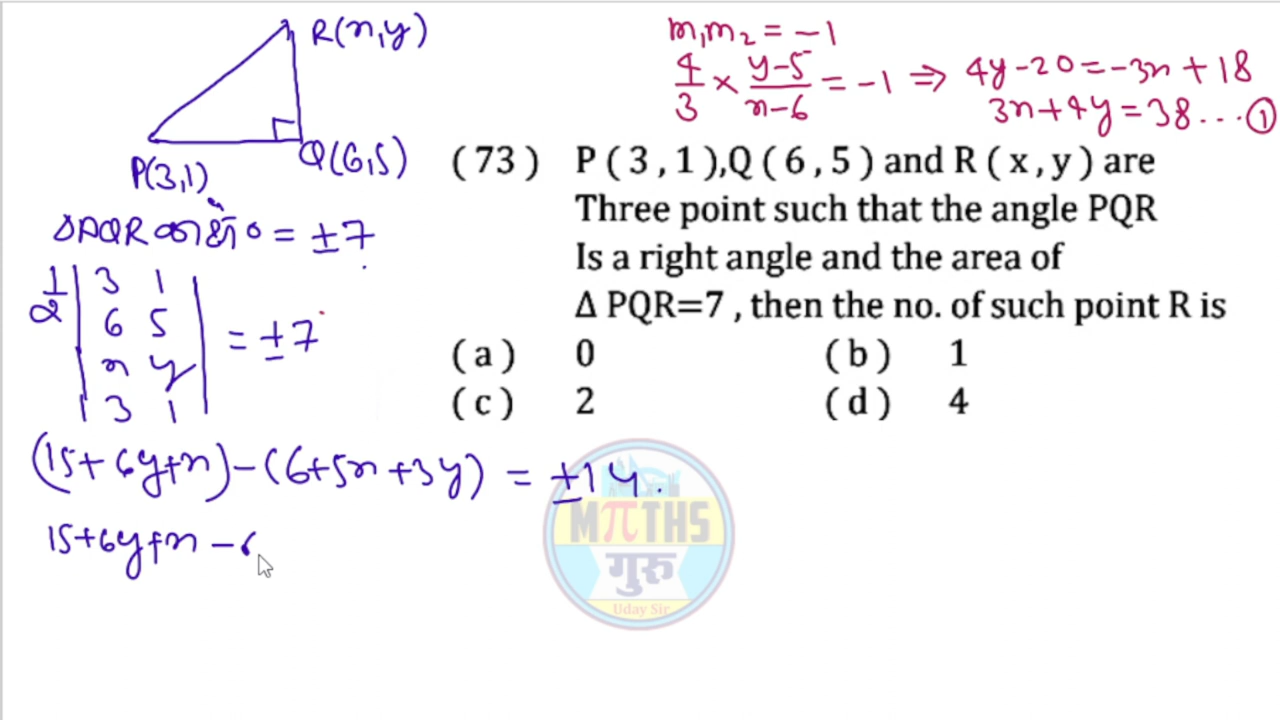 R(x,y)
P(3,1)
Q(6,5)
m₁m₂ = -1
4/3 × y-5/x-6 = -1 ⇒ 4y-20=-3x+18
3x+4y=38...①
(73) P(3,1),Q(6,5) and R(x,y) are
Three point such that the angle PQR
Is a right angle and the area of
Δ PQR=7, then the no. of such point R is
(a) 0 (b) 1
(c) 2 (d) 4
= ±7
1/2 | 3 1
6 5
x y
3 1 | = ±7
(15+6y+x)-(6+5x+3y) = ±14.
15+6y+x-6
MπTHS
गुरु
Uday Sir